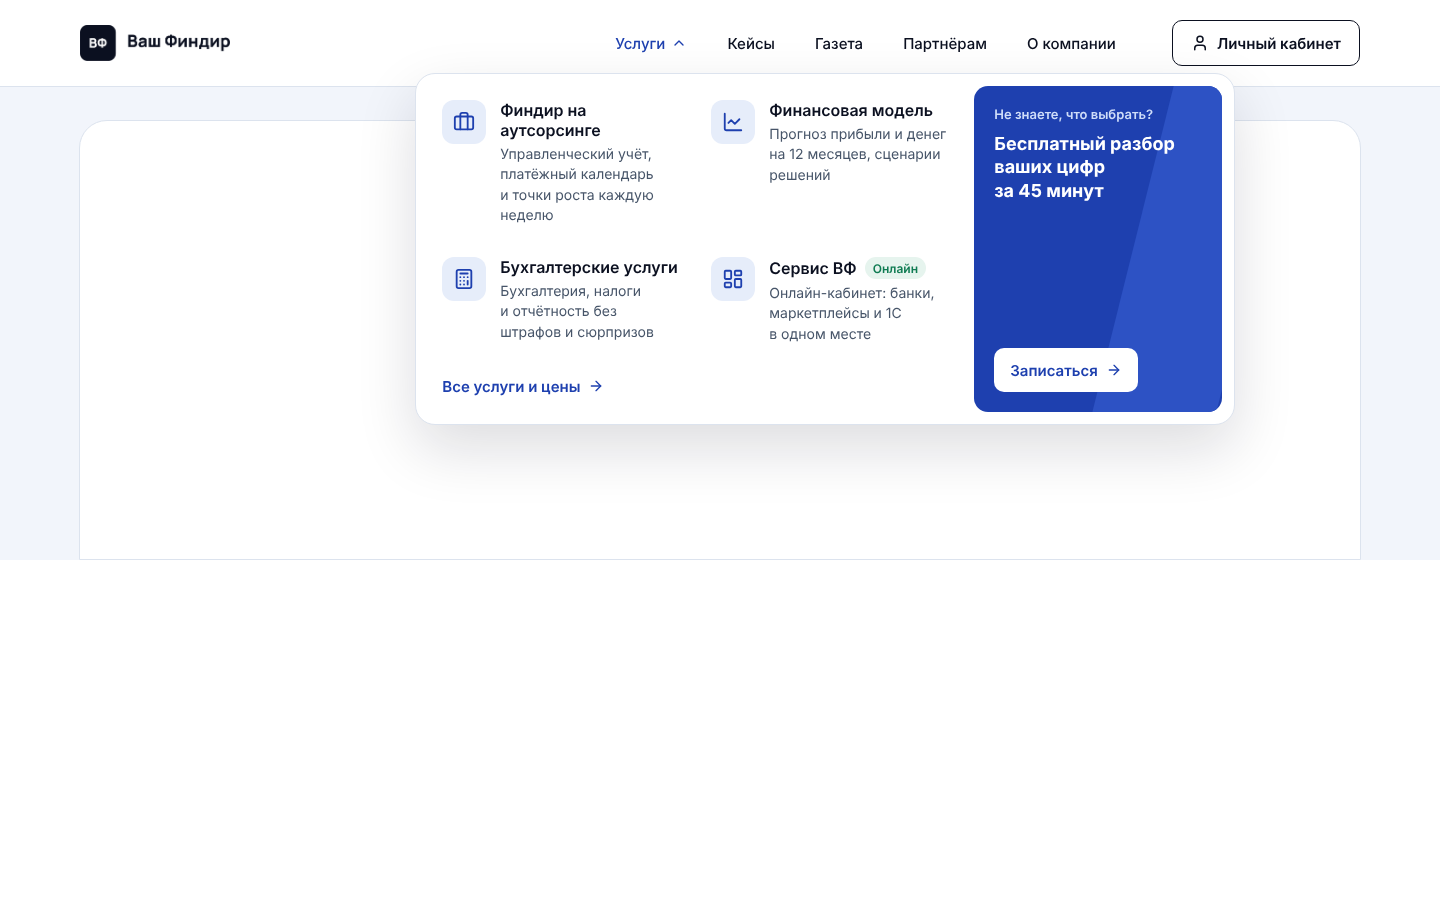 ВФ
Ваш Финдир
Услуги
Кейсы
Газета
Партнёрам
О компании
Личный кабинет
Финдир на
аутсорсинге
Управленческий учёт,
платёжный календарь
и точки роста каждую
неделю
Финансовая модель
Прогноз прибыли и денег
на 12 месяцев, сценарии
решений
Бухгалтерские услуги
Бухгалтерия, налоги
и отчётность без
штрафов и сюрпризов
Сервис ВФ Онлайн
Онлайн-кабинет: банки,
маркетплейсы и 1С
в одном месте
Все услуги и цены
Не знаете, что выбрать?
Бесплатный разбор
ваших цифр
за 45 минут
Записаться